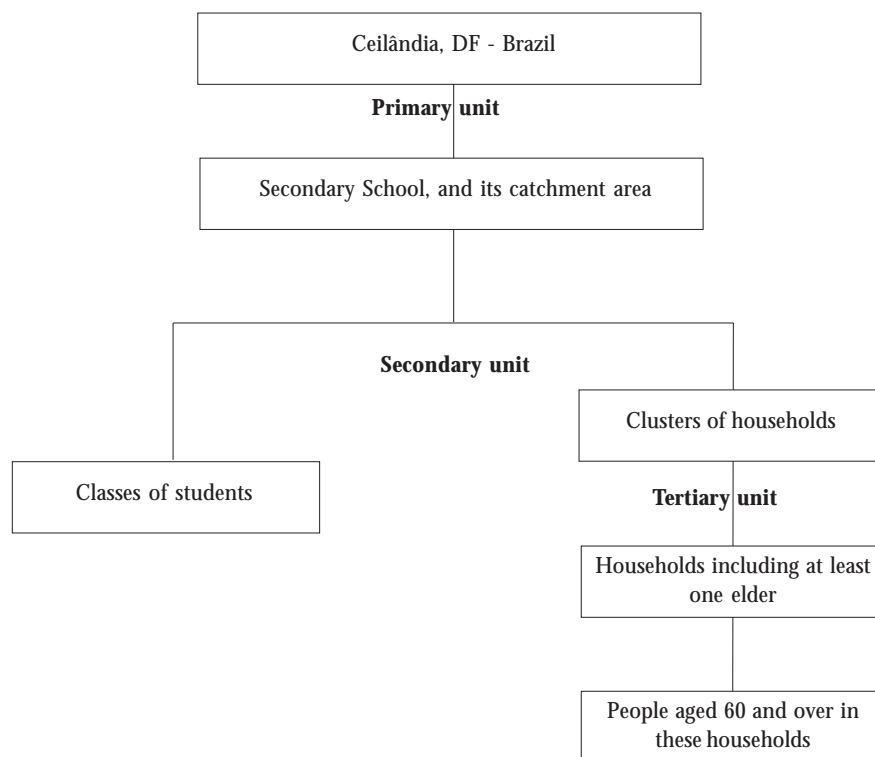 Ceilândia, DF - Brazil
Primary unit
Secondary School, and its catchment area
Secondary unit
Clusters of households
Classes of students
Tertiary unit
Households including at least
one elder
People aged 60 and over in
these households